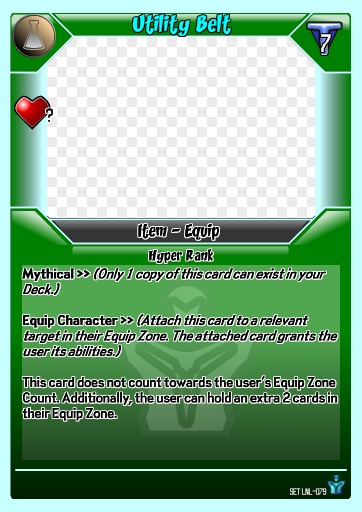 Utility Belt
7
?
Item - Equip
Hyper Rank
Mythical >> (Only 1 copy of this card can exist in your
Deck.)
Equip Character >> (Attach this card to a relevant
target in their Equip Zone. The attached card grants the
user its abilities.)
This card does not count towards the user's Equip Zone
Count. Additionally, the user can hold an extra 2 cards in
their Equip Zone.
SET LNL-079